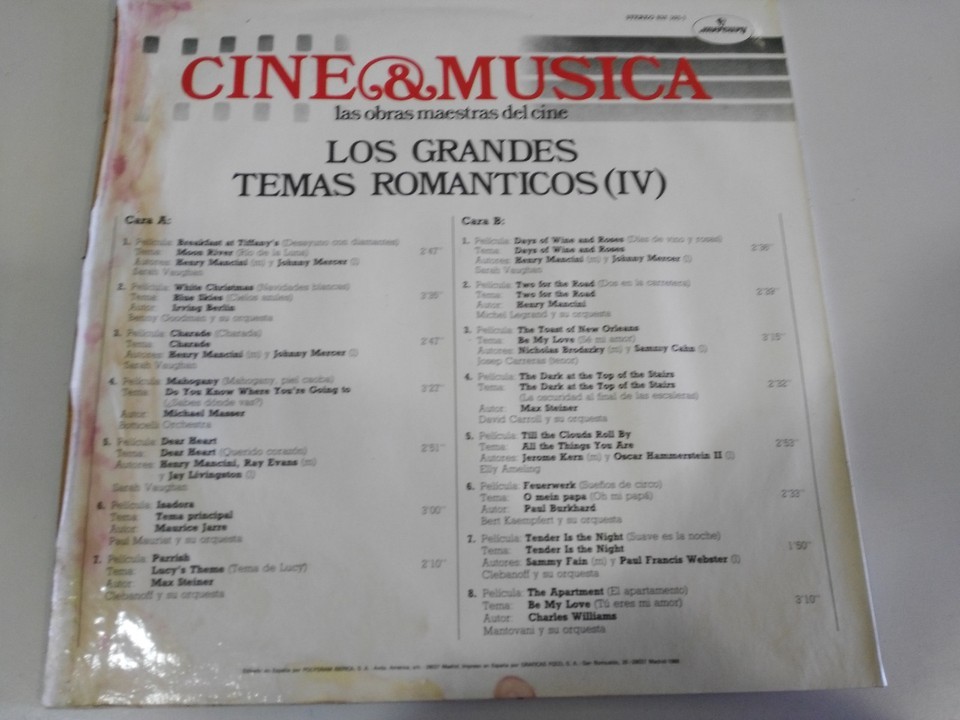 STEREO
mercury
CINE & MUSICA
las obras maestras del cine
LOS GRANDES
TEMAS ROMANTICOS (IV)
Cara A:
1. Película: Breakfast at Tiffany's (Desayuno con diamantes)
Tema: Moon River (Río de la Luna) 2'47"
Autores: Henry Mancini (m) y Johnny Mercer (l)
Sarah Vaughan
2. Película: White Christmas (Navidades blancas)
Tema: Blue Skies (Cielos azules) 3'35"
Autor: Irving Berlin
Benny Goodman y su orquesta
3. Película: Charade (Charada)
Tema: Charade 2'47"
Autores: Henry Mancini (m) y Johnny Mercer (l)
Sarah Vaughan
4. Película: Mahogany (Mahogany, piel caoba)
Tema: Do You Know Where You're Going to 3'27"
(¿Sabes dónde vas?)
Autor: Michael Masser
Botticelli Orchestra
5. Película: Dear Heart
Tema: Dear Heart (Querido corazón) 2'51"
Autores: Henry Mancini, Ray Evans (m)
y Jay Livingston (l)
Sarah Vaughan
6. Película: Isadora
Tema: Tema principal 3'00"
Autor: Maurice Jarre
Paul Mauriat y su orquesta
7. Película: Parrish
Tema: Lucy's Theme (Tema de Lucy) 2'10"
Autor: Max Steiner
Clebanoff y su orquesta
Cara B:
1. Película: Days of Wine and Roses (Días de vino y rosas)
Tema: Days of Wine and Roses 2'36"
Autores: Henry Mancini (m) y Johnny Mercer (l)
Sarah Vaughan
2. Película: Two for the Road (Dos en la carretera)
Tema: Two for the Road 2'39"
Autor: Henry Mancini
Michel Legrand y su orquesta
3. Película: The Toast of New Orleans
Tema: Be My Love (Sé mi amor) 3'15"
Autores: Nicholas Brodszky (m) y Sammy Cahn (l)
Josep Carreras (tenor)
4. Película: The Dark at the Top of the Stairs
Tema: The Dark at the Top of the Stairs 2'32"
(La oscuridad al final de las escaleras)
Autor: Max Steiner
David Carroll y su orquesta
5. Película: Till the Clouds Roll By
Tema: All the Things You Are
Autores: Jerome Kern (m) y Oscar Hammerstein II (l)
Elly Ameling
6. Película: Feuerwerk (Sueños de circo)
Tema: O mein papa (Oh mi papá) 2'33"
Autor: Paul Burkhard
Bert Kaempfert y su orquesta
7. Película: Tender Is the Night (Suave es la noche)
Tema: Tender Is the Night 1'50"
Autores: Sammy Fain (m) y Paul Francis Webster (l)
Clebanoff y su orquesta
8. Película: The Apartment (El apartamento)
Tema: Be My Love (Tú eres mi amor) 3'10"
Autor: Charles Williams
Mantovani y su orquesta
Editado en España por POLYGRAM IBERICA, S. A.